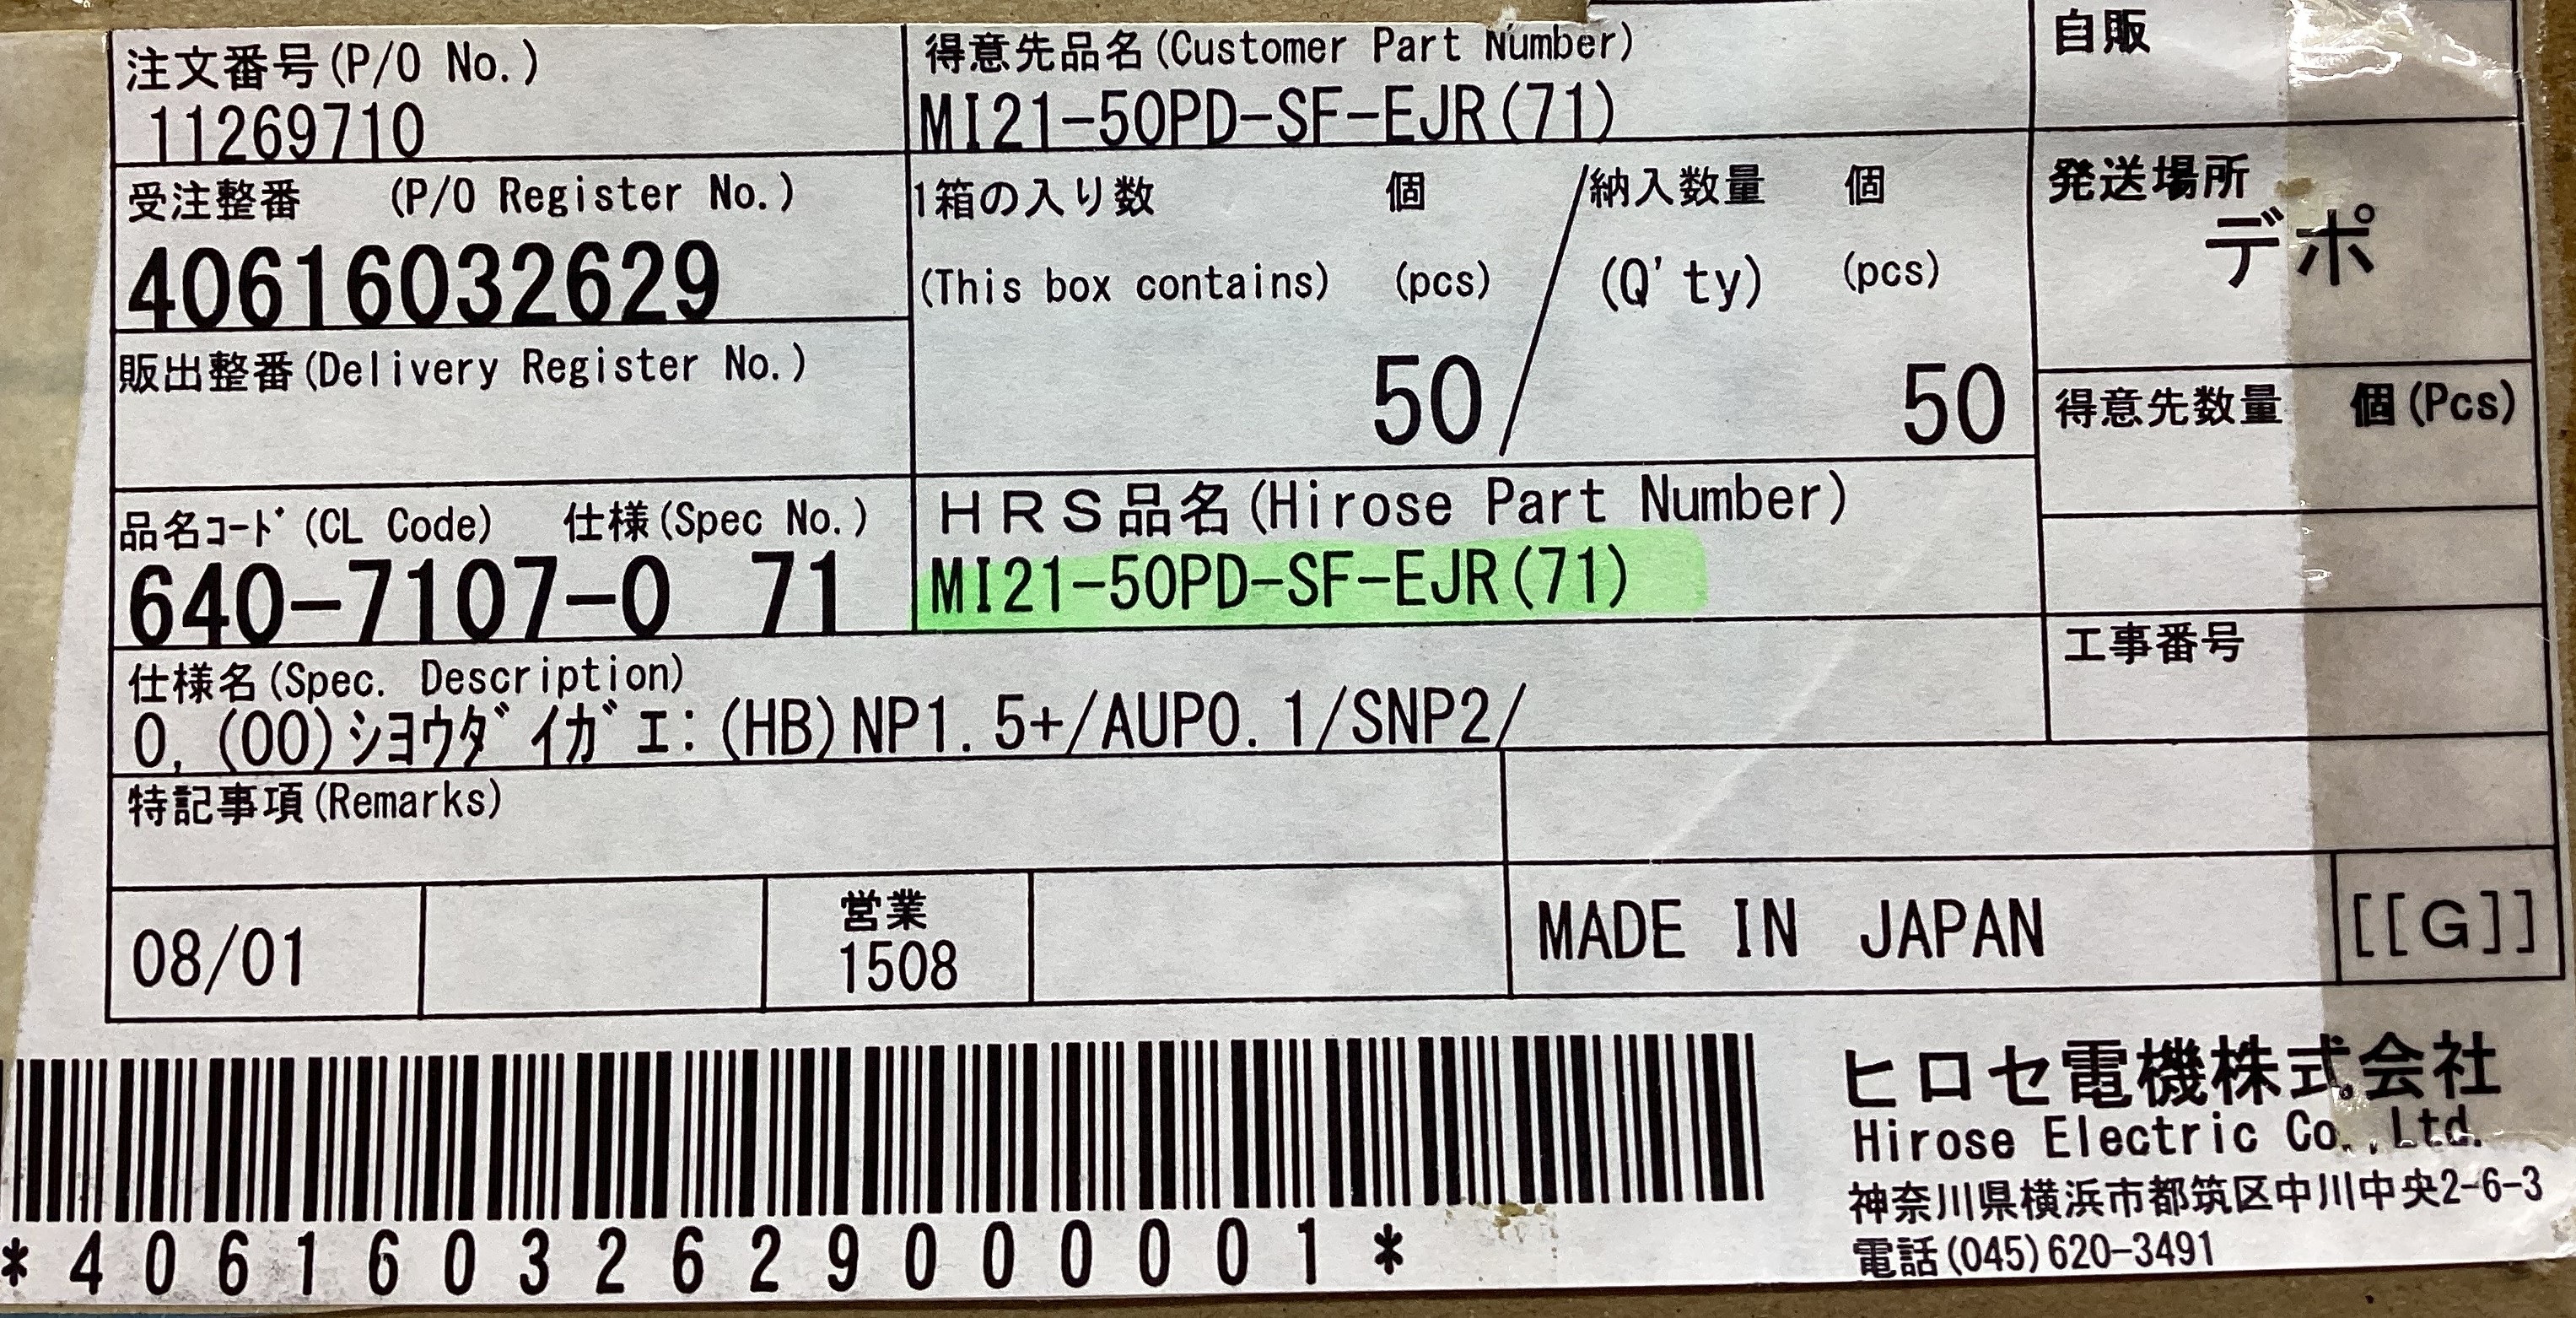 注文番号(P/O No.)
11269710
得意先品名(Customer Part Number)
MI21-50PD-SF-EJR(71)
自販
受注整番 (P/O Register No.)
40616032629
1箱の入り数 個 /納入数量 個
(This box contains) (pcs) (Q'ty) (pcs)
50 / 50
発送場所
デポ
販出整番(Delivery Register No.)
得意先数量 個(Pcs)
品名ｺｰﾄﾞ(CL Code) 仕様(Spec No.)
640-7107-0 71
ＨＲＳ品名(Hirose Part Number)
MI21-50PD-SF-EJR(71)
工事番号
仕様名(Spec. Description)
0, (00)ｼﾖｳﾀﾞｲｶﾞｴ:(HB)NP1.5+/AUP0.1/SNP2/
特記事項(Remarks)
08/01
営業
1508
MADE IN JAPAN
[[G]]
*4061603262900001*
ヒロセ電機株式会社
Hirose Electric Co.,Ltd.
神奈川県横浜市都筑区中川中央2-6-3
電話(045)620-3491